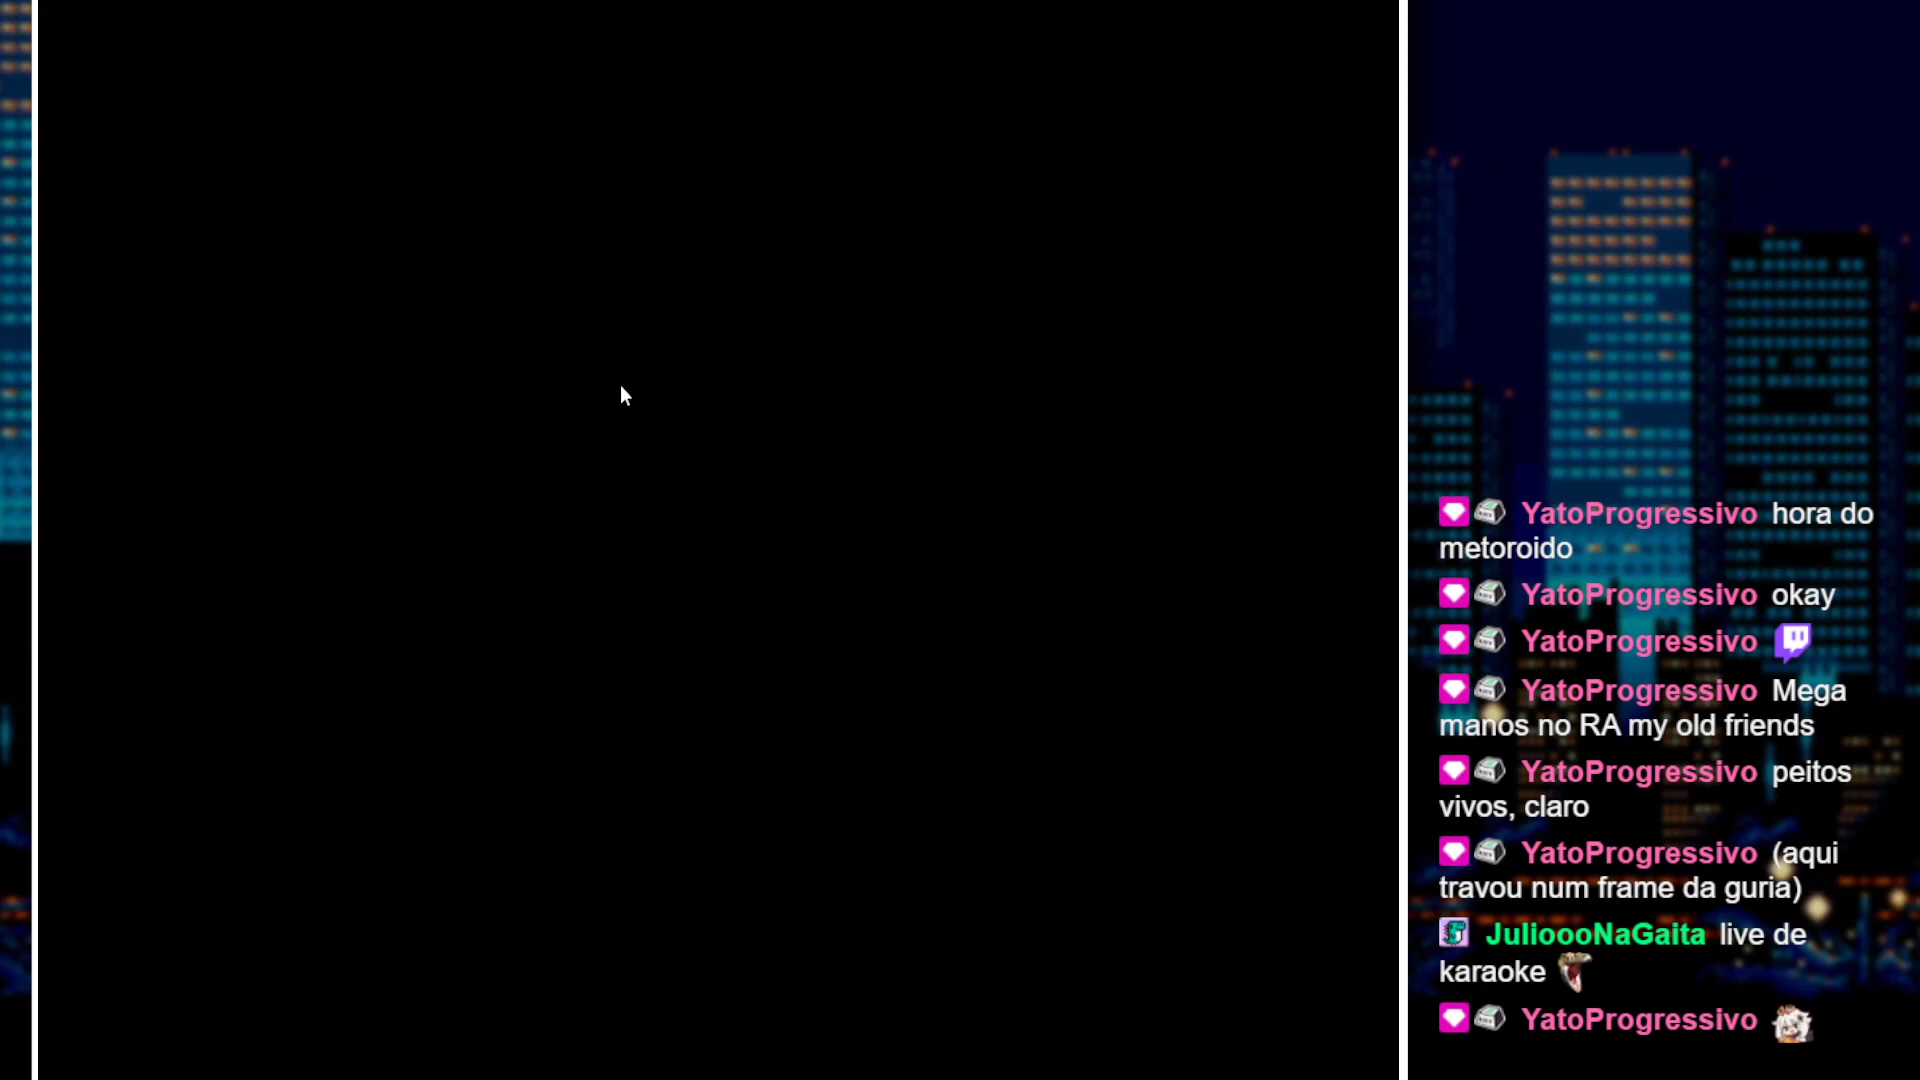 YatoProgressivo hora do
metoroido
YatoProgressivo okay
YatoProgressivo
YatoProgressivo Mega
manos no RA my old friends
YatoProgressivo peitos
vivos, claro
YatoProgressivo (aqui
travou num frame da guria)
JulioooNaGaita live de
karaoke
YatoProgressivo